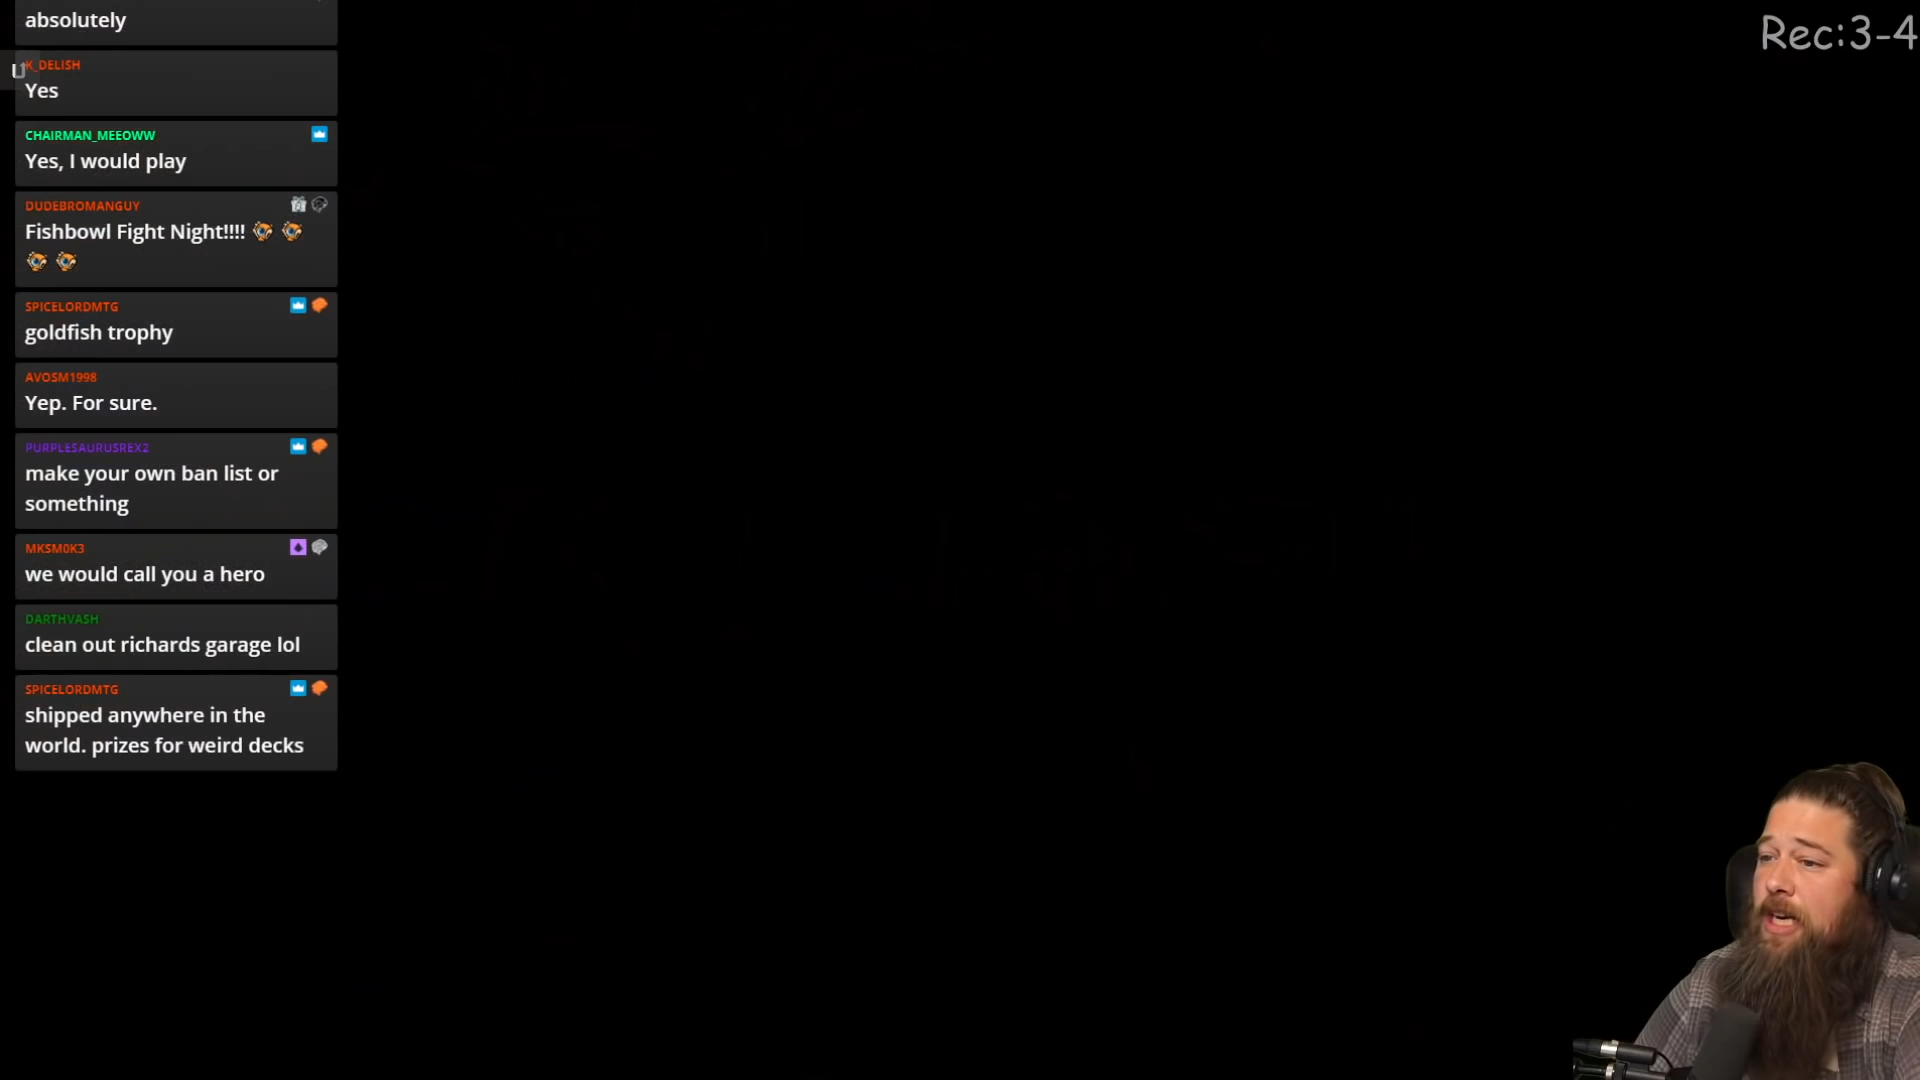 absolutely
Rec:3-4
K_DELISH
Yes
CHAIRMAN_MEEOWW
Yes, I would play
DUDEBROMANGUY
Fishbowl Fight Night!!!!
SPICELORDMTG
goldfish trophy
AVOSM1998
Yep. For sure.
PURPLESAURUSREX2
make your own ban list or
something
MKSM0K3
we would call you a hero
DARTHVASH
clean out richards garage lol
SPICELORDMTG
shipped anywhere in the
world. prizes for weird decks